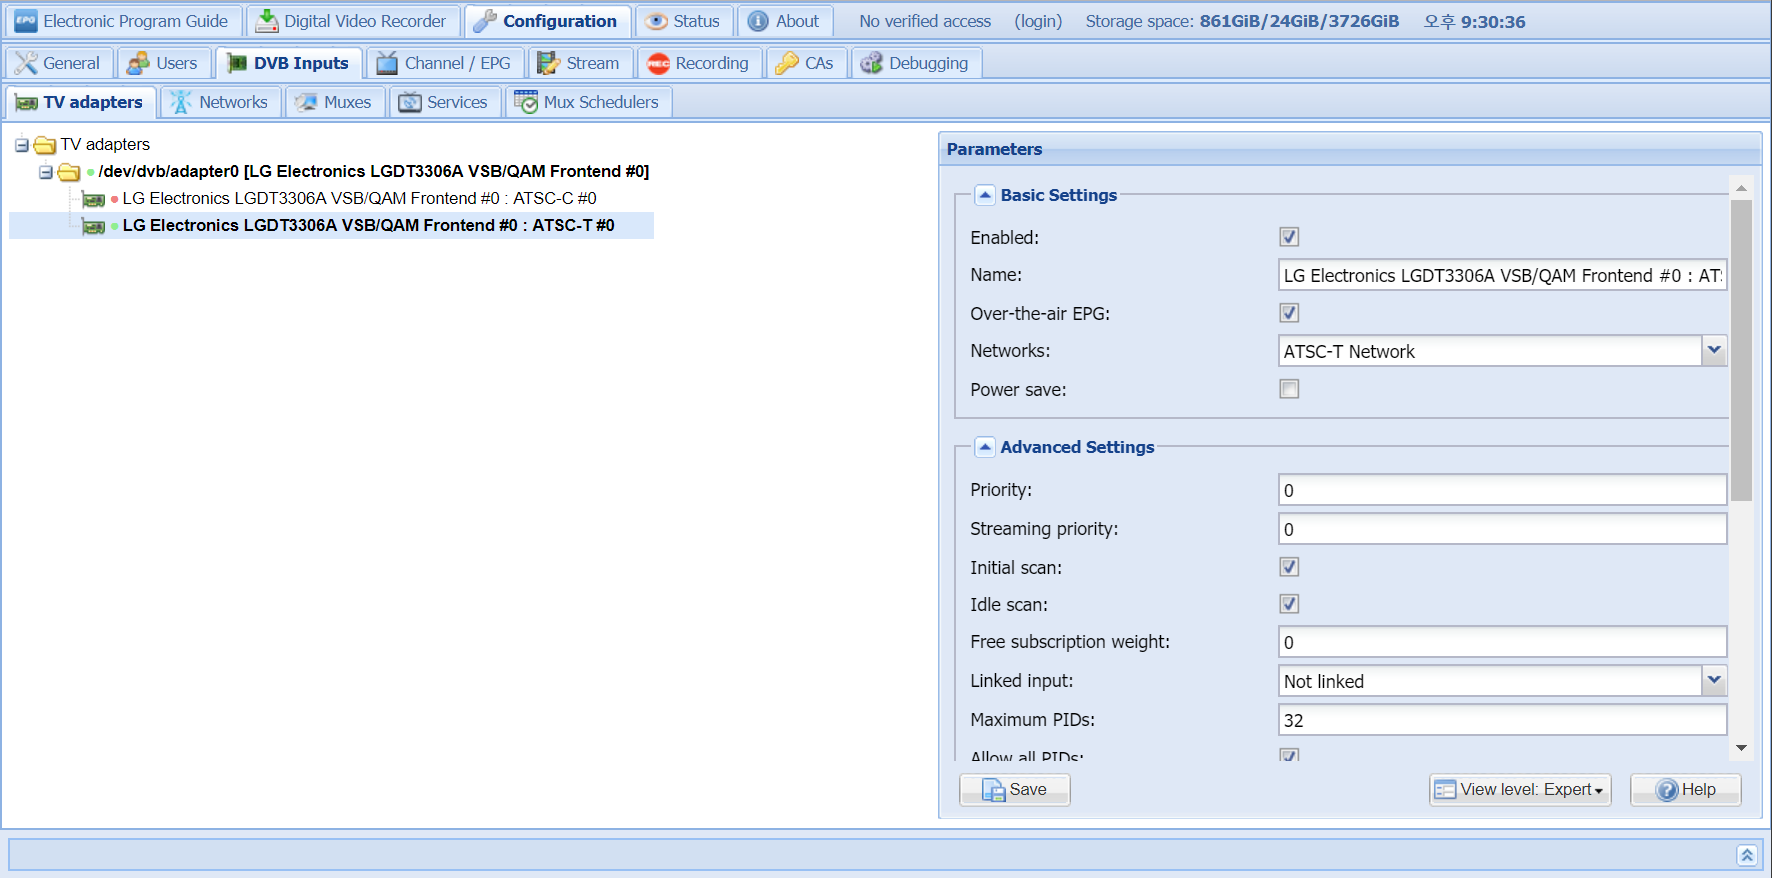 EPG Electronic Program Guide Digital Video Recorder Configuration Status About No verified access (login) Storage space: 861GiB/24GiB/3726GiB 오후 9:30:36
General Users DVB Inputs Channel / EPG Stream REC Recording CAs Debugging
TV adapters Networks Muxes Services Mux Schedulers
TV adapters
/dev/dvb/adapter0 [LG Electronics LGDT3306A VSB/QAM Frontend #0]
LG Electronics LGDT3306A VSB/QAM Frontend #0 : ATSC-C #0
LG Electronics LGDT3306A VSB/QAM Frontend #0 : ATSC-T #0
Parameters
Basic Settings
Enabled:
Name: LG Electronics LGDT3306A VSB/QAM Frontend #0 : ATS
Over-the-air EPG:
Networks: ATSC-T Network
Power save:
Advanced Settings
Priority: 0
Streaming priority: 0
Initial scan:
Idle scan:
Free subscription weight: 0
Linked input: Not linked
Maximum PIDs: 32
Allow all PIDs:
Save View level: Expert Help